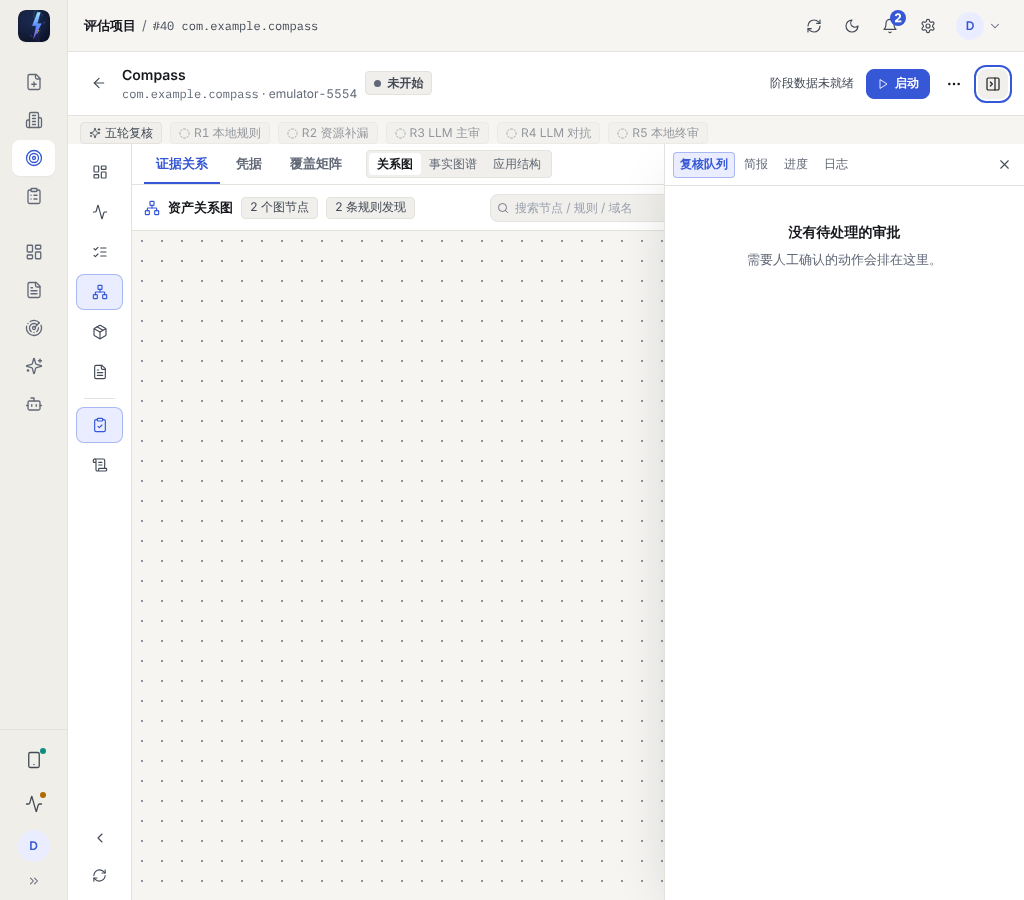 评估项目 / #40 com.example.compass
2
D
Compass
com.example.compass · emulator-5554
未开始
阶段数据未就绪
启动
五轮复核
R1 本地规则
R2 资源补漏
R3 LLM 主审
R4 LLM 对抗
R5 本地终审
证据关系
凭据
覆盖矩阵
关系图
事实图谱
应用结构
复核队列
简报
进度
日志
资产关系图
2 个图节点
2 条规则发现
搜索节点 / 规则 / 域名
没有待处理的审批
需要人工确认的动作会排在这里。
D